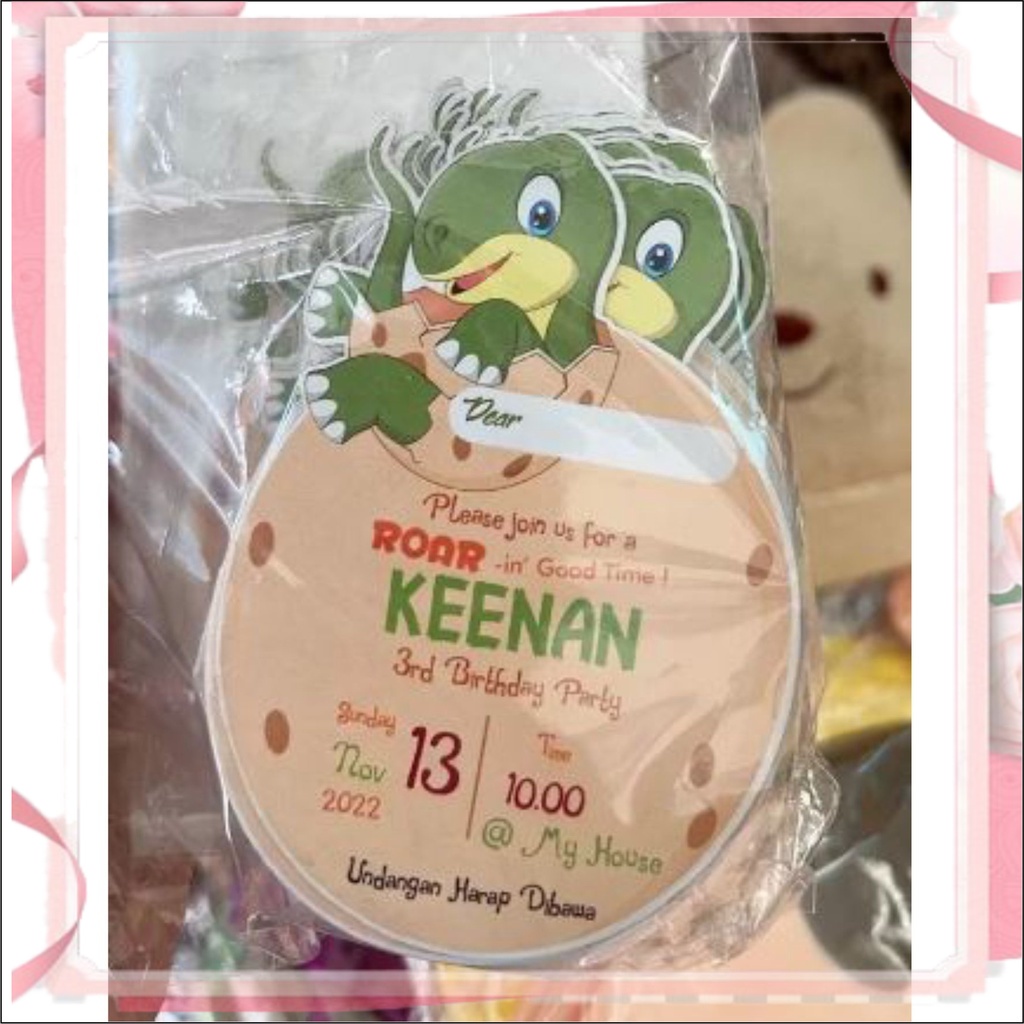 Dear
Please join us for a
ROAR -in' Good Time !
KEENAN
3rd Birthday Party
Sunday
Nov 13
2022
Time
10.00
@ My House
Undangan Harap Dibawa